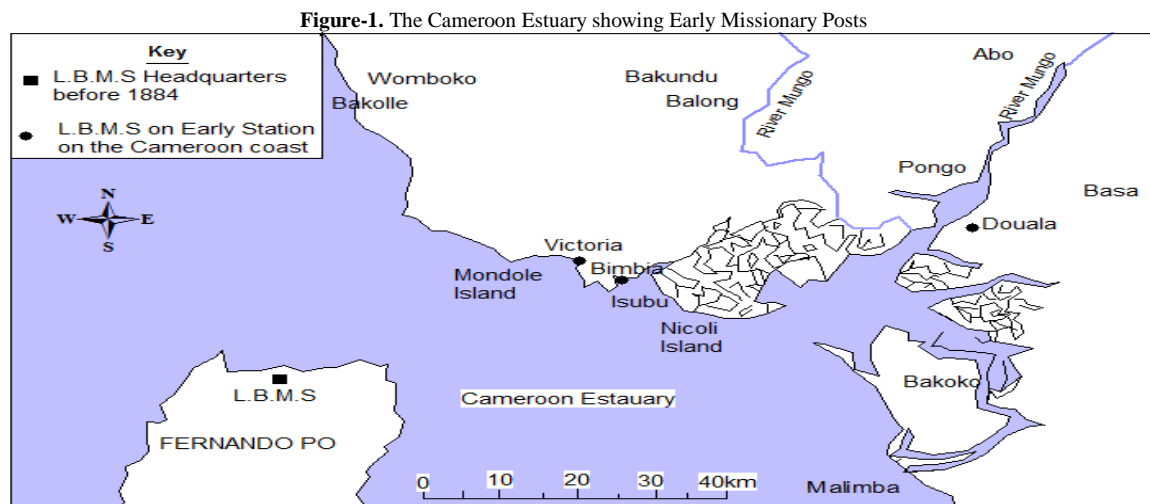 Figure-1. The Cameroon Estuary showing Early Missionary Posts
Key
L.B.M.S Headquarters
before 1884
L.B.M.S on Early Station
on the Cameroon coast
Womboko
Bakolle
Bakundu
Balong
River Mungo
Abo
River Mungo
Pongo
Basa
Douala
N
W E
S
Victoria
Bimbia
Mondole
Island
Isubu
Nicoli
Island
L.B.M.S
FERNANDO PO
Cameroon Estauary
Bakoko
0 10 20 30 40km
Malimba